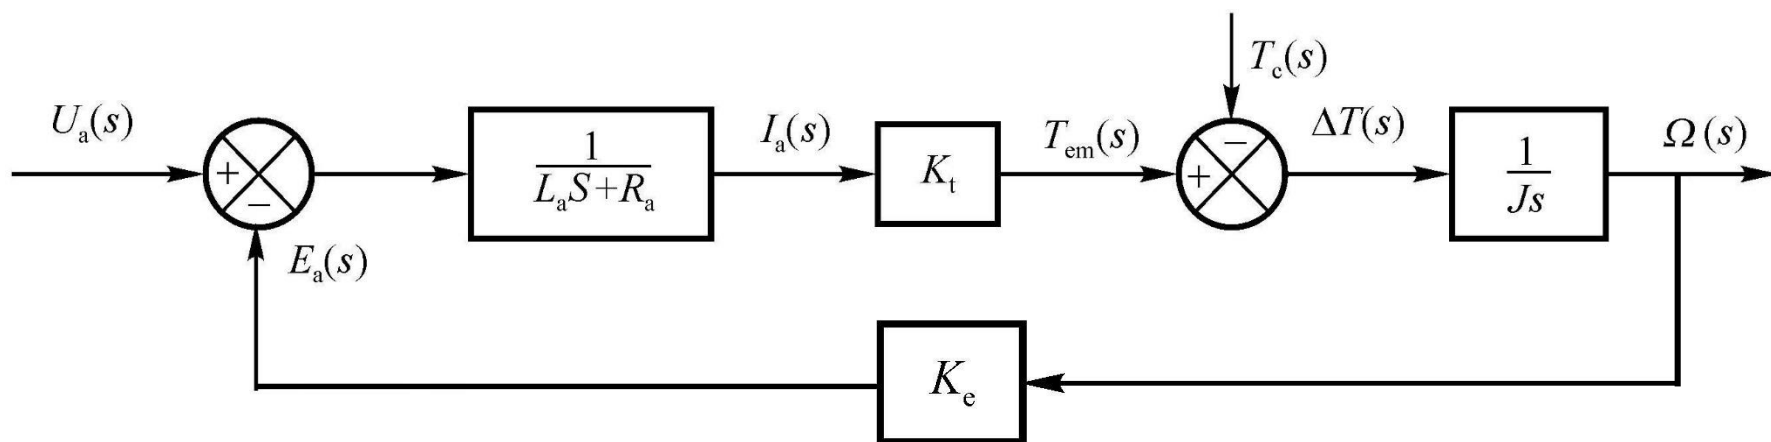 T_c(s)
U_a(s)
+
−
1
L_aS+R_a
I_a(s)
K_t
T_em(s)
−
+
ΔT(s)
1
Js
Ω(s)
E_a(s)
K_e